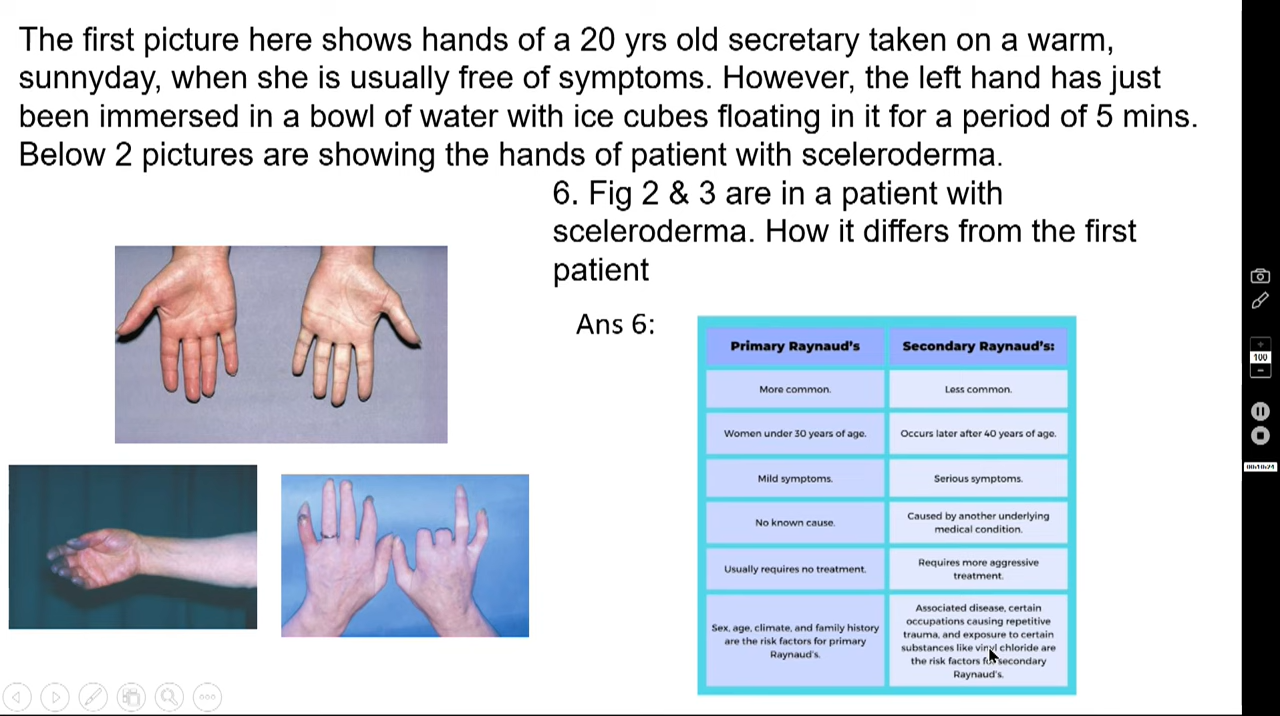 The first picture here shows hands of a 20 yrs old secretary taken on a warm,
sunnyday, when she is usually free of symptoms. However, the left hand has just
been immersed in a bowl of water with ice cubes floating in it for a period of 5 mins.
Below 2 pictures are showing the hands of patient with sceleroderma.
6. Fig 2 & 3 are in a patient with
sceleroderma. How it differs from the first
patient
Ans 6:
Primary Raynaud's
Secondary Raynaud's:
More common.
Less common.
Women under 30 years of age.
Occurs later after 40 years of age.
Mild symptoms.
Serious symptoms.
No known cause.
Caused by another underlying
medical condition.
Usually requires no treatment.
Requires more aggressive
treatment.
Sex, age, climate, and family history
are the risk factors for primary
Raynaud's.
Associated disease, certain
occupations causing repetitive
trauma, and exposure to certain
substances like vinyl chloride are
the risk factors for secondary
Raynaud's.
100